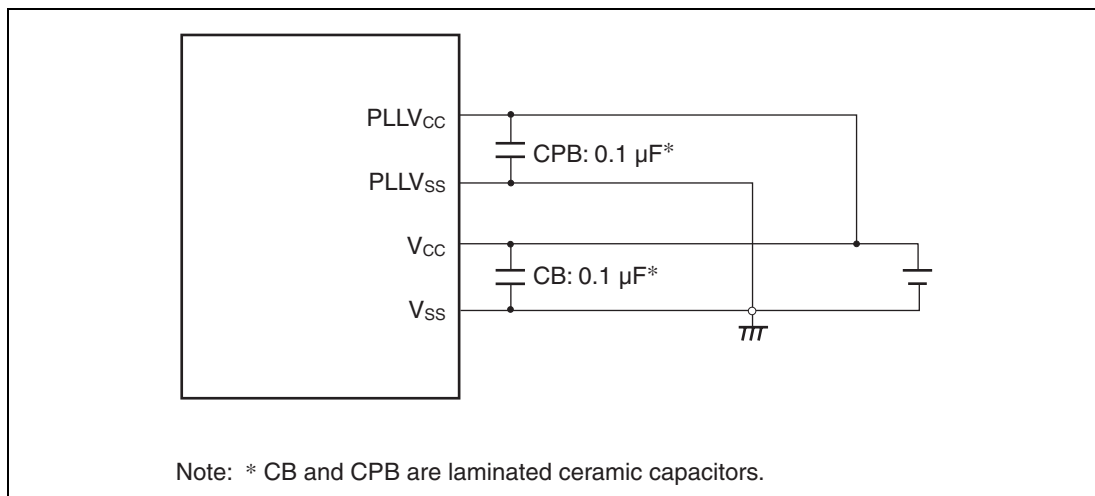 PLLVCC
CPB: 0.1 µF*
PLLVSS
VCC
CB: 0.1 µF*
VSS
Note: * CB and CPB are laminated ceramic capacitors.